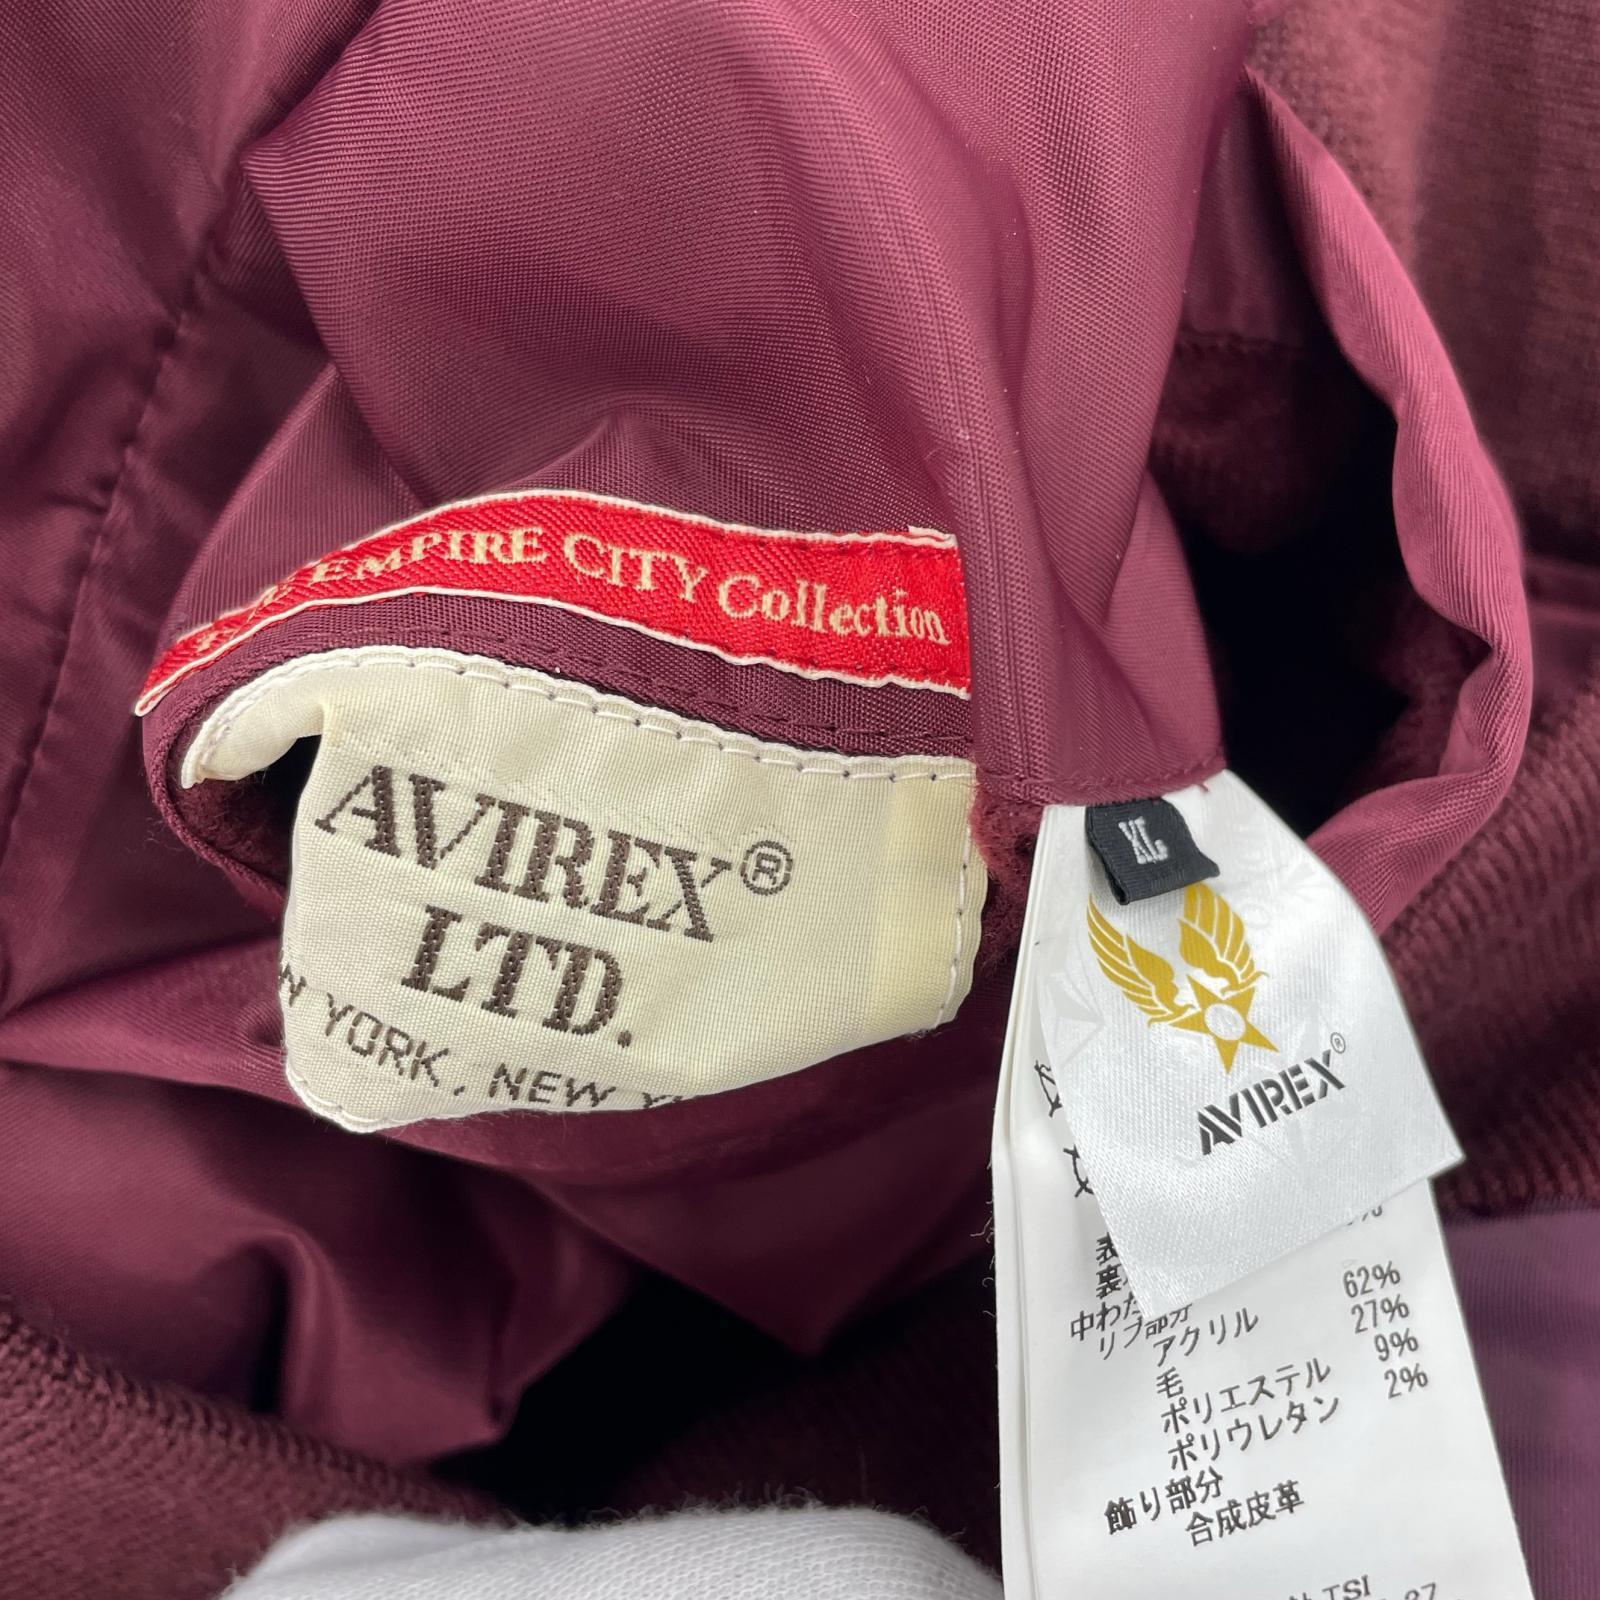 EMPIRE CITY Collection
AVIREX®
LTD.
YORK, NEW
XL
AVIREX®
中わた
リブ部分
アクリル 62%
毛 27%
ポリエステル 9%
ポリウレタン 2%
飾り部分
合成皮革
TSI